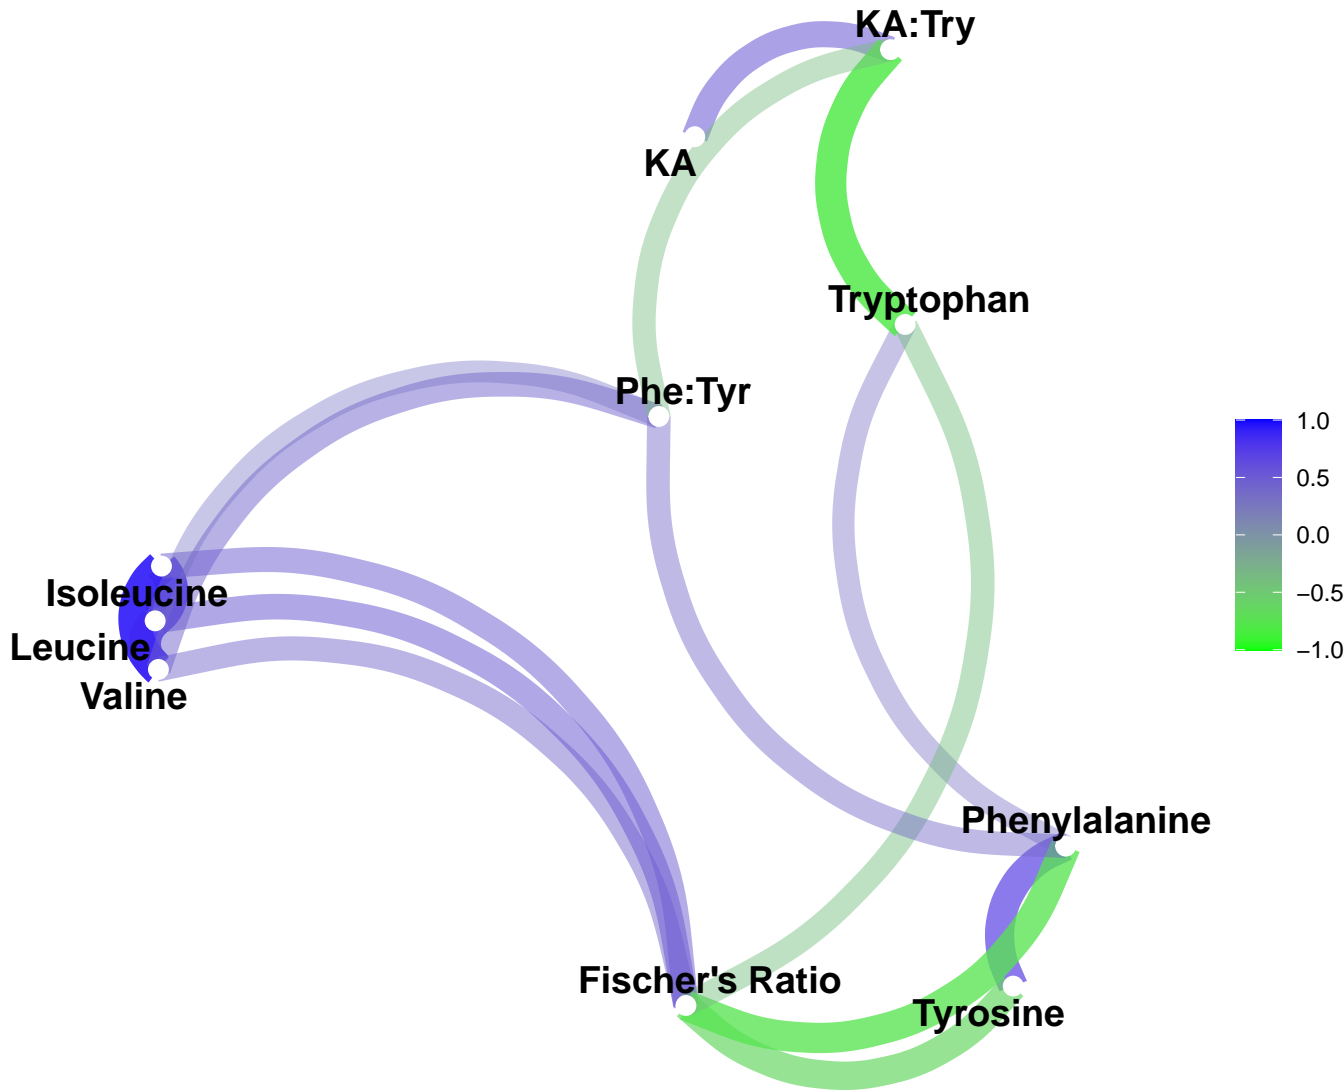 KA:Try
KA
Tryptophan
Phe:Tyr
1.0
0.5
0.0
−0.5
−1.0
Isoleucine
Leucine
Valine
Phenylalanine
Fischer's Ratio
Tyrosine